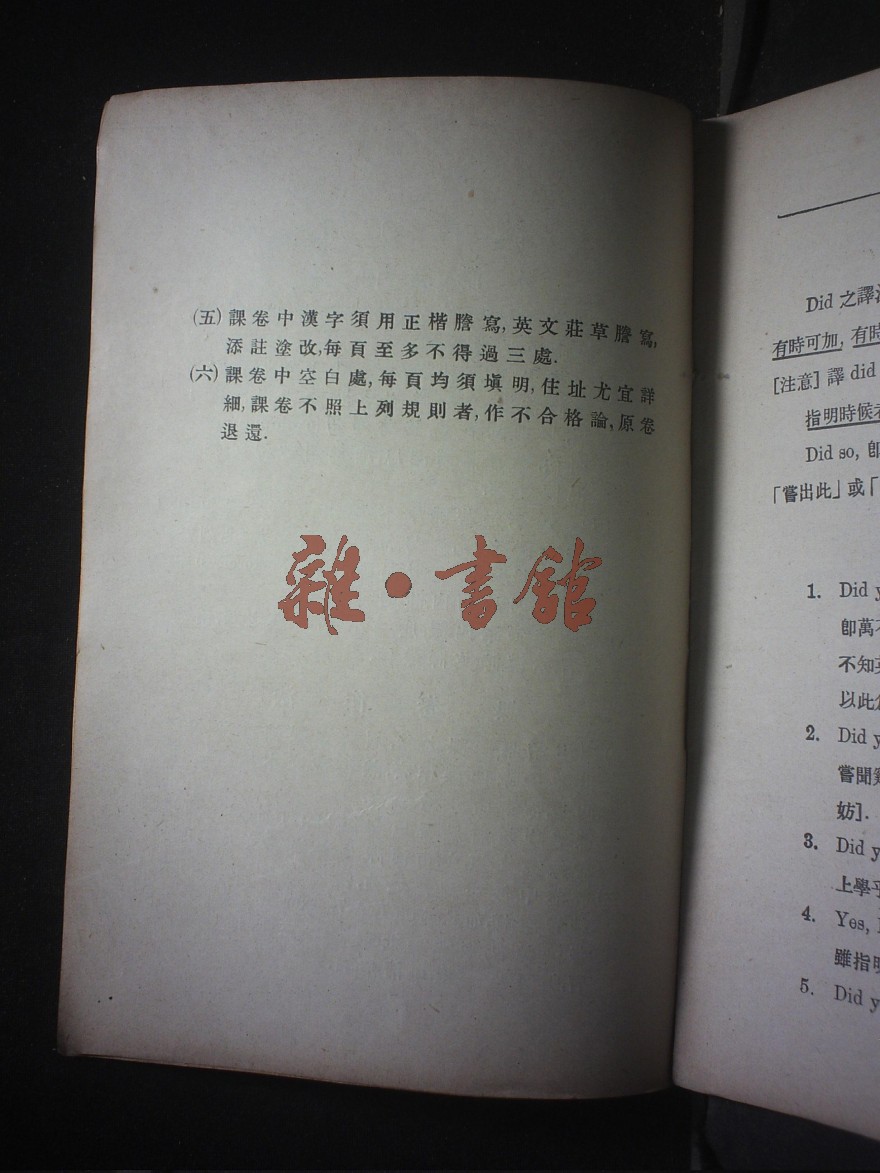 (五) 課卷中漢字須用正楷謄寫,英文莊草謄寫,
添註塗改,每頁至多不得過三處.
(六) 課卷中空白處,每頁均須塡明,住址尤宜詳
細,課卷不照上列規則者,作不合格論,原卷
退還.
雜•書館
Did 之譯
有時可加, 有時
[注意] 譯 did
指明時候
Did so, 卽
「嘗出此」或「
1. Did y
卽萬
不知
以此
2. Did y
嘗聞
妨].
3. Did y
上學乎
4. Yes,
雖指明
5. Did y